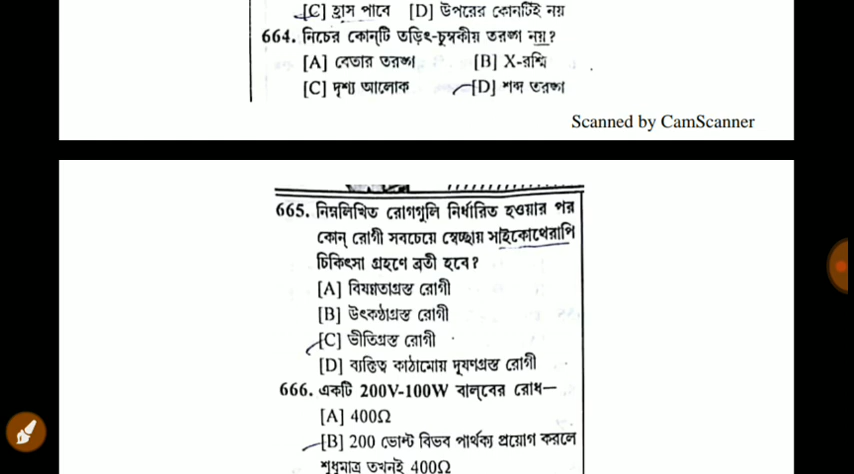 [C] হ্রাস পাবে [D] উপরের কোনটিই নয়
664. নিচের কোন্‌টি তড়িৎ-চুম্বকীয় তরঙ্গ নয়?
[A] বেতার তরঙ্গ [B] X-রশ্মি
[C] দৃশ্য আলোক [D] শব্দ তরঙ্গ
Scanned by CamScanner
665. নিম্নলিখিত রোগগুলি নির্ধারিত হওয়ার পর
কোন্ রোগী সবচেয়ে স্বেচ্ছায় সাইকোথেরাপি
চিকিৎসা গ্রহণে ব্রতী হবে?
[A] বিষণ্ণতাগ্রস্ত রোগী
[B] উৎকণ্ঠাগ্রস্ত রোগী
[C] ভীতিগ্রস্ত রোগী
[D] ব্যক্তিত্ব কাঠামোয় দূষণগ্রস্ত রোগী
666. একটি 200V-100W বাল্‌বের রোধ—
[A] 400Ω
[B] 200 ভোল্ট বিভব পার্থক্য প্রয়োগ করলে
শুধুমাত্র তখনই 400Ω